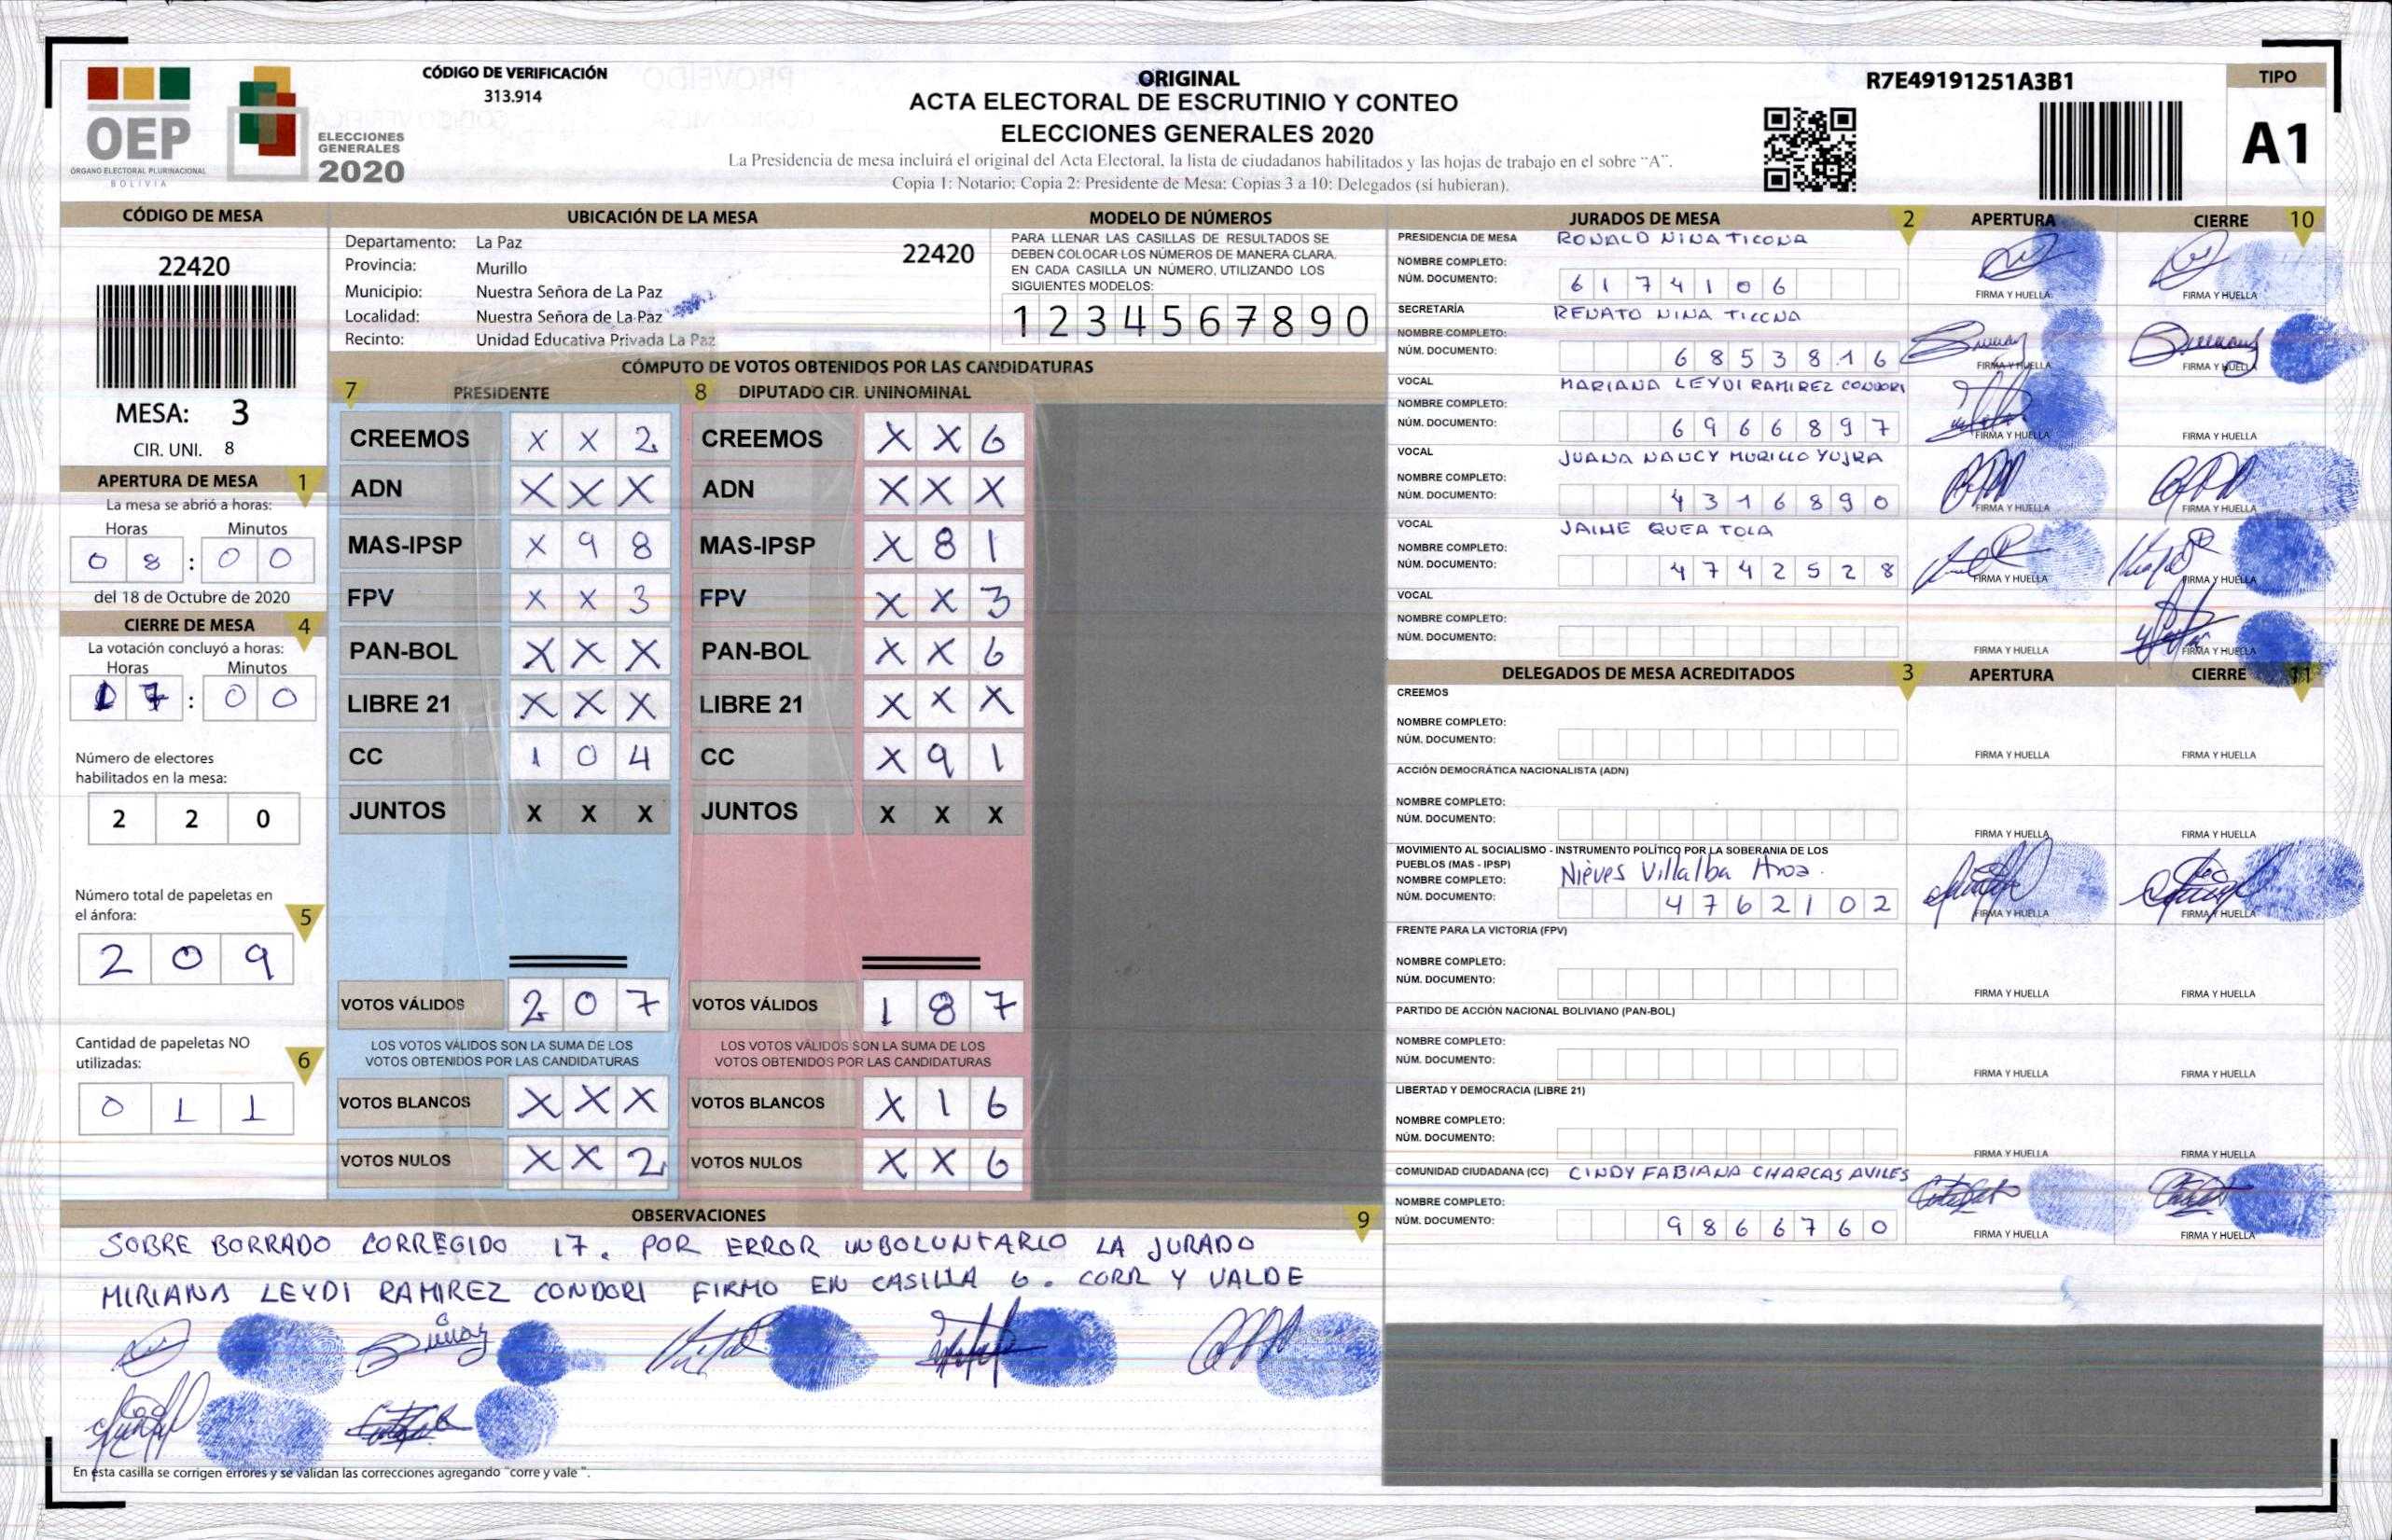 CÓDIGO DE VERIFICACIÓN
313.914
OEP
ÓRGANO ELECTORAL PLURINACIONAL
BOLIVIA
ELECCIONES
GENERALES
2020
ORIGINAL
ACTA ELECTORAL DE ESCRUTINIO Y CONTEO
ELECCIONES GENERALES 2020
La Presidencia de mesa incluirá el original del Acta Electoral, la lista de ciudadanos habilitados y las hojas de trabajo en el sobre "A".
Copia 1: Notario; Copia 2: Presidente de Mesa; Copias 3 a 10: Delegados (si hubieran).
R7E49191251A3B1
TIPO
A1
CÓDIGO DE MESA
22420
MESA: 3
CIR. UNI. 8
APERTURA DE MESA 1
La mesa se abrió a horas:
Horas Minutos
0 8 : 0 0
del 18 de Octubre de 2020
CIERRE DE MESA 4
La votación concluyó a horas:
Horas Minutos
1 7 : 0 0
Número de electores
habilitados en la mesa:
2 2 0
Número total de papeletas en
el ánfora: 5
2 0 9
Cantidad de papeletas NO
utilizadas: 6
0 1 1
UBICACIÓN DE LA MESA
Departamento: La Paz 22420
Provincia: Murillo
Municipio: Nuestra Señora de La Paz
Localidad: Nuestra Señora de La Paz
Recinto: Unidad Educativa Privada La Paz
MODELO DE NÚMEROS
PARA LLENAR LAS CASILLAS DE RESULTADOS SE
DEBEN COLOCAR LOS NÚMEROS DE MANERA CLARA.
EN CADA CASILLA UN NÚMERO, UTILIZANDO LOS
SIGUIENTES MODELOS:
1 2 3 4 5 6 7 8 9 0
CÓMPUTO DE VOTOS OBTENIDOS POR LAS CANDIDATURAS
7 PRESIDENTE
CREEMOS X X 2
ADN X X X
MAS-IPSP X 9 8
FPV X X 3
PAN-BOL X X X
LIBRE 21 X X X
CC 1 0 4
JUNTOS X X X
VOTOS VÁLIDOS 2 0 7
LOS VOTOS VÁLIDOS SON LA SUMA DE LOS
VOTOS OBTENIDOS POR LAS CANDIDATURAS
VOTOS BLANCOS X X X
VOTOS NULOS X X 2
8 DIPUTADO CIR. UNINOMINAL
CREEMOS X X 6
ADN X X X
MAS-IPSP X 8 1
FPV X X 3
PAN-BOL X X 6
LIBRE 21 X X X
CC X 9 1
JUNTOS X X X
VOTOS VÁLIDOS 1 8 7
LOS VOTOS VÁLIDOS SON LA SUMA DE LOS
VOTOS OBTENIDOS POR LAS CANDIDATURAS
VOTOS BLANCOS X 1 6
VOTOS NULOS X X 6
OBSERVACIONES 9
SOBRE BORRADO CORREGIDO 17. POR ERROR INBOLUNTARIO LA JURADO
MIRIANA LEYDI RAMIREZ CONDORI FIRMO EN CASILLA 6. CORR Y VALDE
En esta casilla se corrigen errores y se validan las correcciones agregando "corre y vale ".
JURADOS DE MESA 2 APERTURA CIERRE 10
PRESIDENCIA DE MESA RONALD NINA TICONA
NOMBRE COMPLETO:
NÚM. DOCUMENTO: 6 1 7 4 1 0 6
FIRMA Y HUELLA FIRMA Y HUELLA
SECRETARÍA RENATO NINA TICONA
NOMBRE COMPLETO:
NÚM. DOCUMENTO: 6 8 5 3 8 1 6
FIRMA Y HUELLA FIRMA Y HUELLA
VOCAL MARIANA LEYDI RAMIREZ CONDORI
NOMBRE COMPLETO:
NÚM. DOCUMENTO: 6 9 6 6 8 9 7
FIRMA Y HUELLA FIRMA Y HUELLA
VOCAL JUANA NANCY MURILLO YUJRA
NOMBRE COMPLETO:
NÚM. DOCUMENTO: 4 3 1 6 8 9 0
FIRMA Y HUELLA FIRMA Y HUELLA
VOCAL JAIME QUEA TOLA
NOMBRE COMPLETO:
NÚM. DOCUMENTO: 4 7 4 2 5 2 8
FIRMA Y HUELLA FIRMA Y HUELLA
VOCAL
NOMBRE COMPLETO:
NÚM. DOCUMENTO:
FIRMA Y HUELLA FIRMA Y HUELLA
DELEGADOS DE MESA ACREDITADOS 3 APERTURA CIERRE 11
CREEMOS
NOMBRE COMPLETO:
NÚM. DOCUMENTO:
FIRMA Y HUELLA FIRMA Y HUELLA
ACCIÓN DEMOCRÁTICA NACIONALISTA (ADN)
NOMBRE COMPLETO:
NÚM. DOCUMENTO:
FIRMA Y HUELLA FIRMA Y HUELLA
MOVIMIENTO AL SOCIALISMO - INSTRUMENTO POLÍTICO POR LA SOBERANIA DE LOS
PUEBLOS (MAS - IPSP) Nieves Villalba
NOMBRE COMPLETO:
NÚM. DOCUMENTO: 4 7 6 2 1 0 2
FIRMA Y HUELLA FIRMA Y HUELLA
FRENTE PARA LA VICTORIA (FPV)
NOMBRE COMPLETO:
NÚM. DOCUMENTO:
FIRMA Y HUELLA FIRMA Y HUELLA
PARTIDO DE ACCIÓN NACIONAL BOLIVIANO (PAN-BOL)
NOMBRE COMPLETO:
NÚM. DOCUMENTO:
FIRMA Y HUELLA FIRMA Y HUELLA
LIBERTAD Y DEMOCRACIA (LIBRE 21)
NOMBRE COMPLETO:
NÚM. DOCUMENTO:
FIRMA Y HUELLA FIRMA Y HUELLA
COMUNIDAD CIUDADANA (CC) CINDY FABIANA CHARCAS AVILES
NOMBRE COMPLETO:
NÚM. DOCUMENTO: 9 8 6 6 7 6 0
FIRMA Y HUELLA FIRMA Y HUELLA